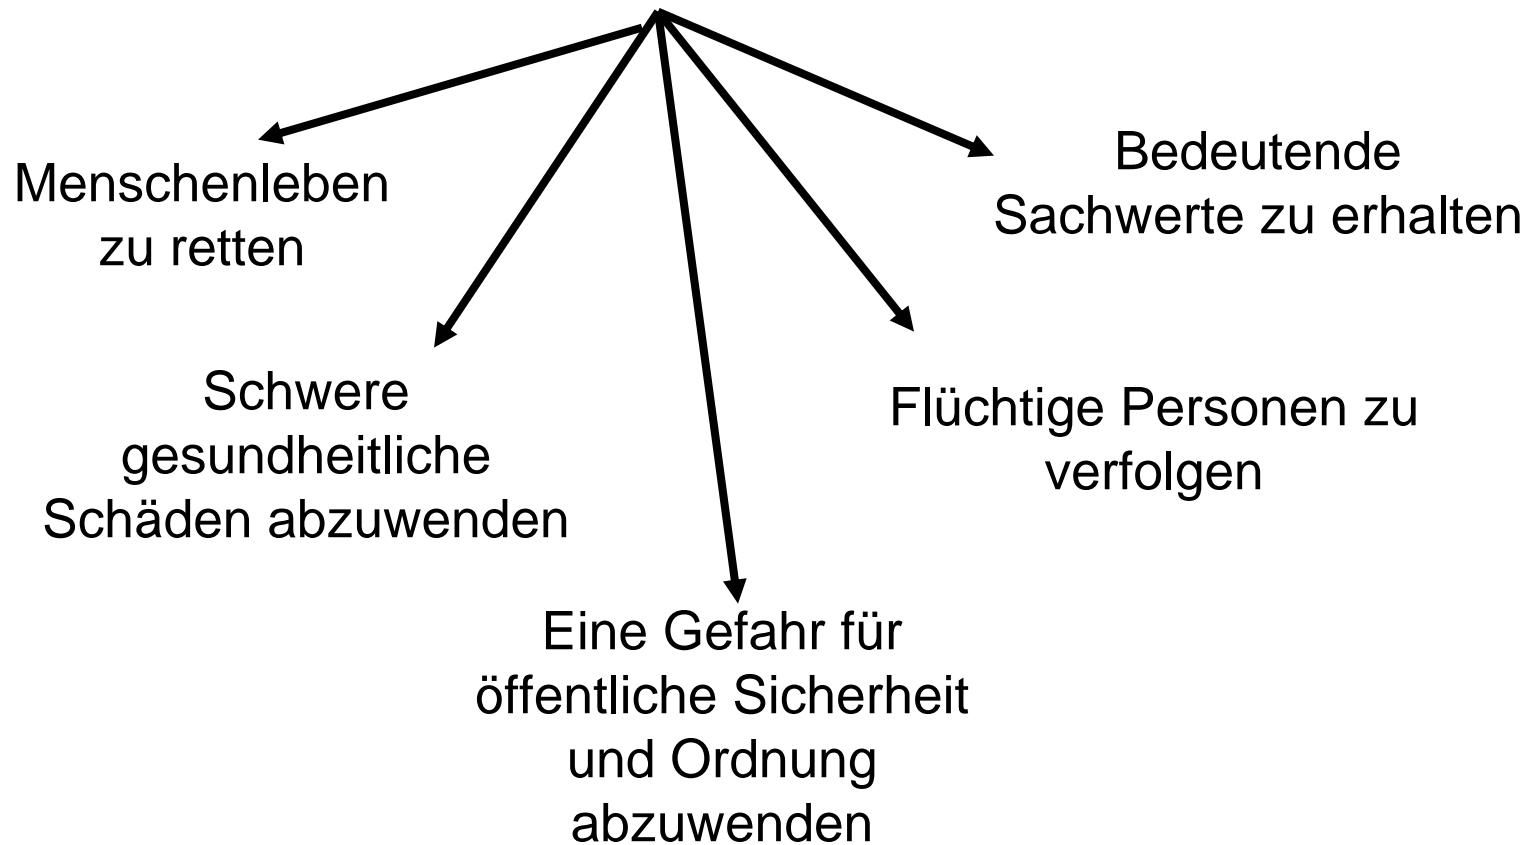 Menschenleben
zu retten
Bedeutende
Sachwerte zu erhalten
Schwere
gesundheitliche
Schäden abzuwenden
Flüchtige Personen zu
verfolgen
Eine Gefahr für
öffentliche Sicherheit
und Ordnung
abzuwenden